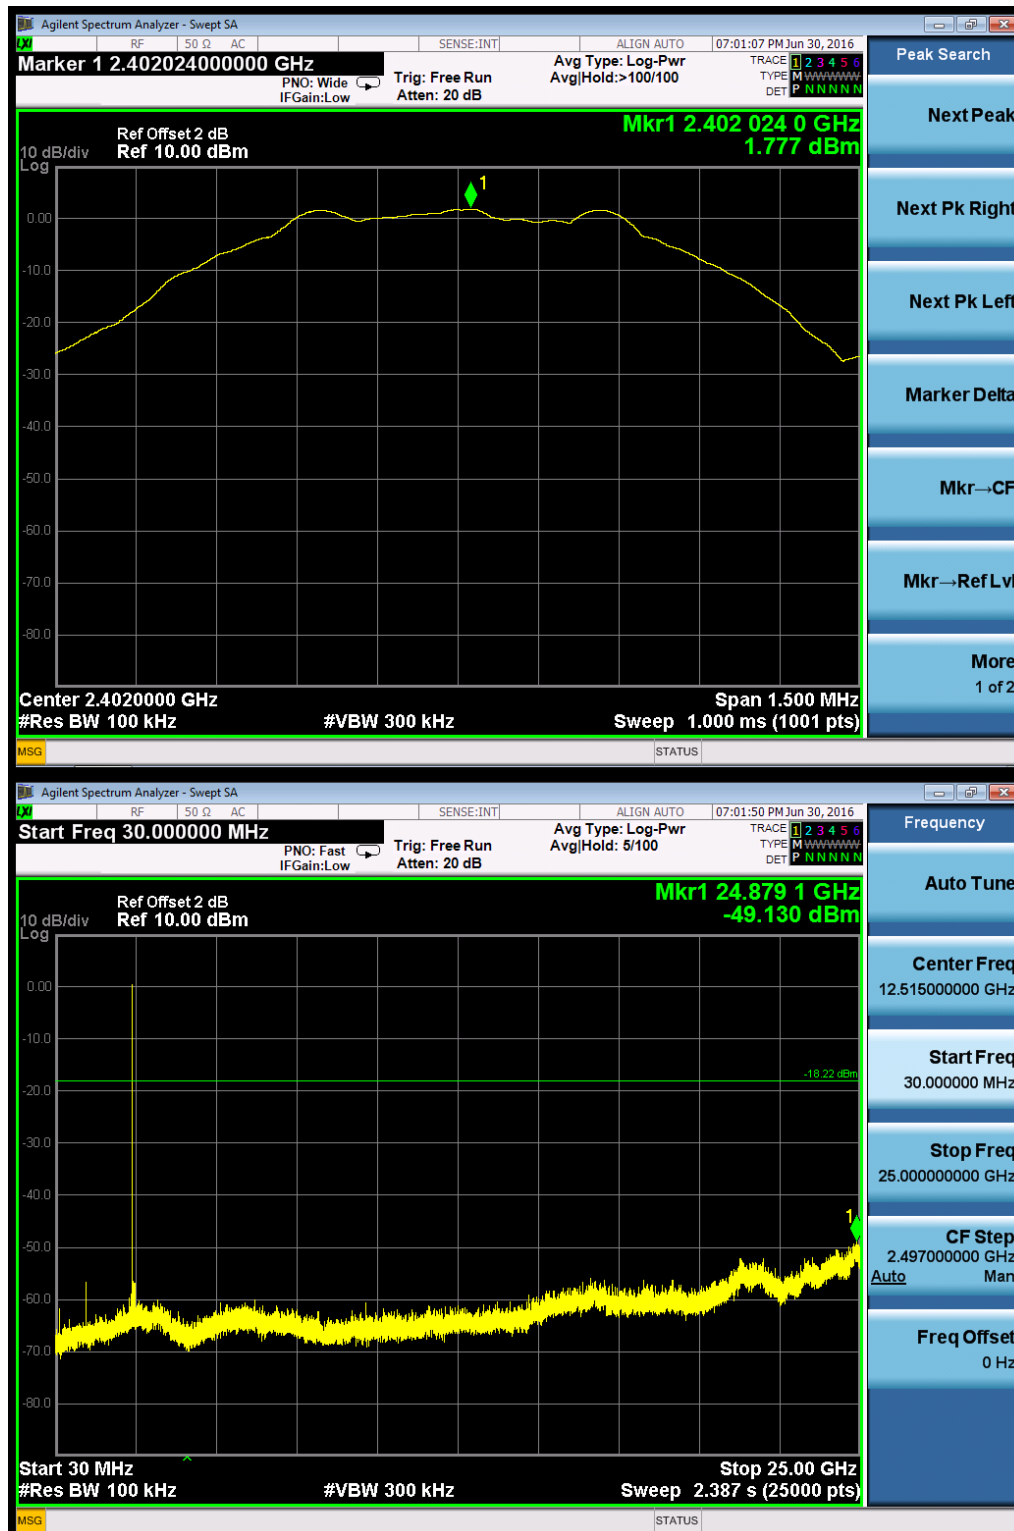 Agilent Spectrum Analyzer - Swept SA
LXI RF 50 Ω AC SENSE:INT ALIGN AUTO 07:01:07 PM Jun 30, 2016
Marker 1 2.402024000000 GHz
PNO: Wide
IFGain:Low
Trig: Free Run
Atten: 20 dB
Avg Type: Log-Pwr
Avg|Hold:>100/100
TRACE 1 2 3 4 5 6
TYPE M WWWWW
DET P N N N N N
Ref Offset 2 dB
Ref 10.00 dBm
10 dB/div
Log
Mkr1 2.402 024 0 GHz
1.777 dBm
1
0.00
-10.0
-20.0
-30.0
-40.0
-50.0
-60.0
-70.0
-80.0
Center 2.4020000 GHz
Span 1.500 MHz
#Res BW 100 kHz
#VBW 300 kHz
Sweep 1.000 ms (1001 pts)
MSG
STATUS
Peak Search
Next Peak
Next Pk Right
Next Pk Left
Marker Delta
Mkr→CF
Mkr→Ref Lvl
More
1 of 2
Agilent Spectrum Analyzer - Swept SA
LXI RF 50 Ω AC SENSE:INT ALIGN AUTO 07:01:50 PM Jun 30, 2016
Start Freq 30.000000 MHz
PNO: Fast
IFGain:Low
Trig: Free Run
Atten: 20 dB
Avg Type: Log-Pwr
Avg|Hold: 5/100
TRACE 1 2 3 4 5 6
TYPE M WWWWW
DET P N N N N N
Ref Offset 2 dB
Ref 10.00 dBm
10 dB/div
Log
Mkr1 24.879 1 GHz
-49.130 dBm
0.00
-10.0
-18.22 dBm
-20.0
-30.0
-40.0
1
-50.0
-60.0
-70.0
-80.0
Start 30 MHz
Stop 25.00 GHz
#Res BW 100 kHz
#VBW 300 kHz
Sweep 2.387 s (25000 pts)
MSG
STATUS
Frequency
Auto Tune
Center Freq
12.515000000 GHz
Start Freq
30.000000 MHz
Stop Freq
25.000000000 GHz
CF Step
2.497000000 GHz
Auto Man
Freq Offset
0 Hz